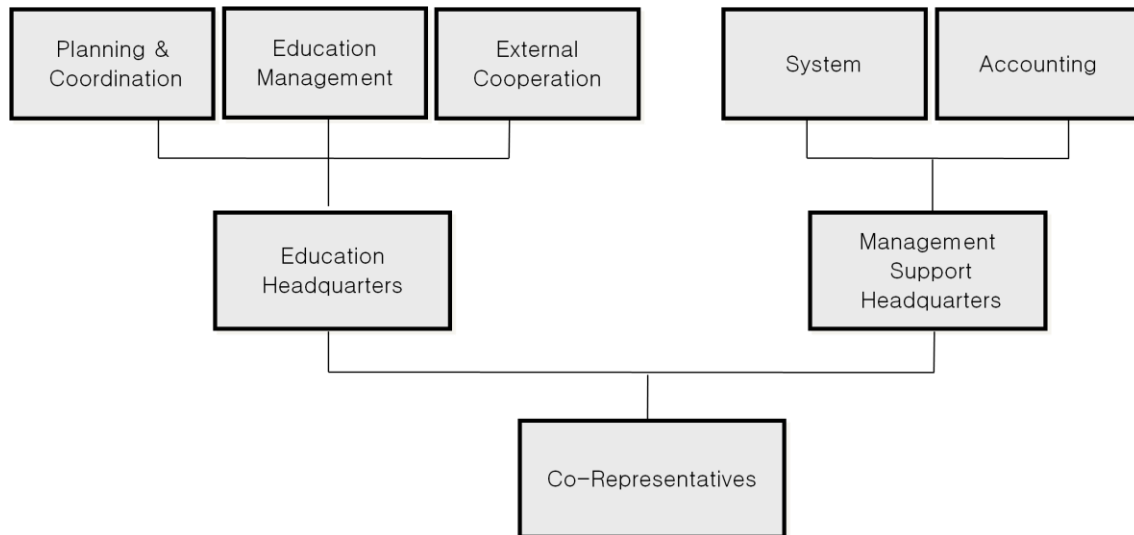 Planning &
Coordination
Education
Management
External
Cooperation
System
Accounting
Education
Headquarters
Management
Support
Headquarters
Co-Representatives